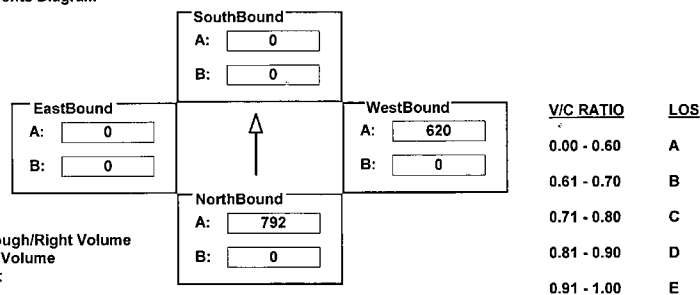 Diagram
SouthBound
A: 0
B: 0
EastBound
A: 0
B: 0
WestBound
A: 620
B: 0
NorthBound
A: 792
B: 0
ough/Right Volume
Volume
V/C RATIO LOS
0.00 - 0.60 A
0.61 - 0.70 B
0.71 - 0.80 C
0.81 - 0.90 D
0.91 - 1.00 E